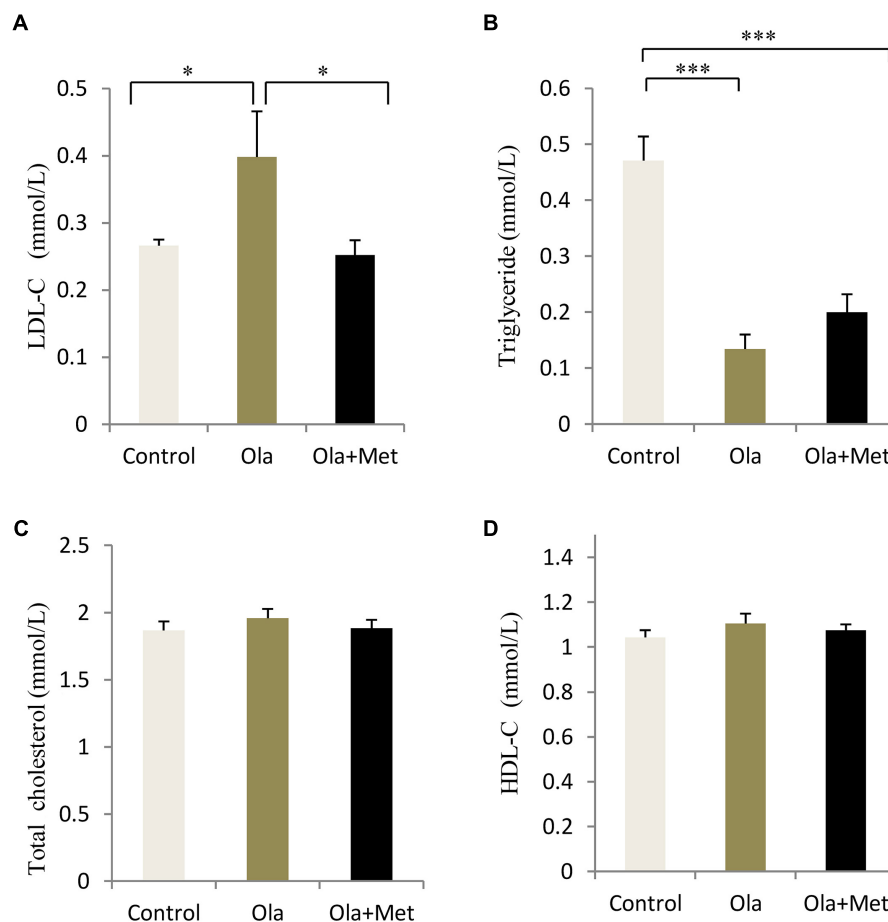 A
* *
LDL-C (mmol/L)
0.5
0.4
0.3
0.2
0.1
0
Control Ola Ola+Met
B
***
***
Triglyceride (mmol/L)
0.6
0.5
0.4
0.3
0.2
0.1
0
Control Ola Ola+Met
C
Total cholesterol (mmol/L)
2.5
2
1.5
1
0.5
0
Control Ola Ola+Met
D
HDL-C (mmol/L)
1.4
1.2
1
0.8
0.6
0.4
0.2
0
Control Ola Ola+Met